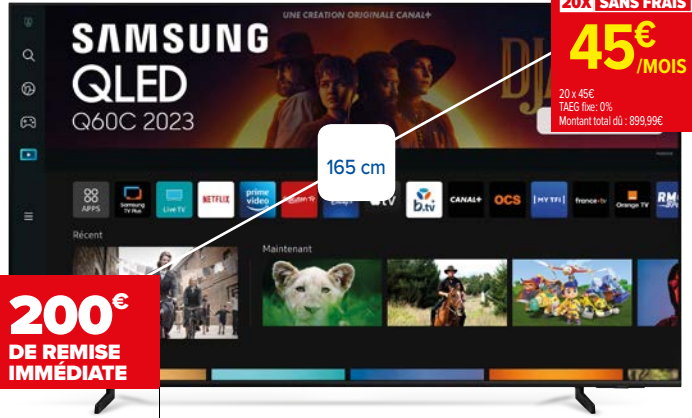 UNE CRÉATION ORIGINALE CANAL+
20X SANS FRAIS
45€
/MOIS
20 x 45€
TAEG fixe: 0%
Montant total dû : 899,99€
SAMSUNG
QLED
Q60C 2023
165 cm
APPS
Samsung TV Plus
Live TV
NETFLIX
prime video
b.tv
CANAL+
OCS
MY TF1
france•tv
Orange TV
Récent
Maintenant
200€
DE REMISE
IMMÉDIATE